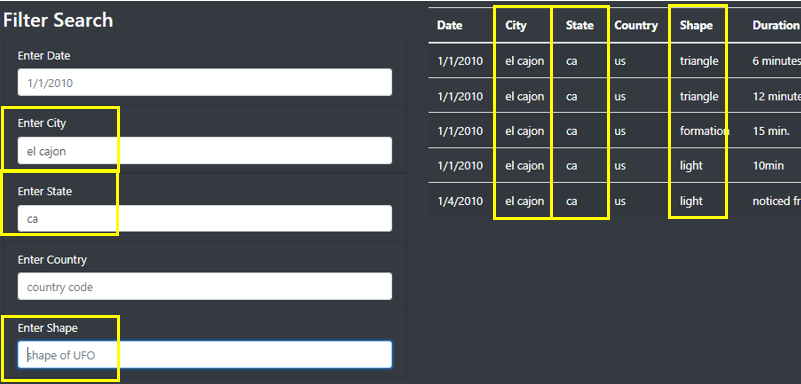 Filter Search
Enter Date
1/1/2010
Enter City
el cajon
Enter State
ca
Enter Country
country code
Enter Shape
shape of UFO
Date City State Country Shape Duration
1/1/2010 el cajon ca us triangle 6 minutes
1/1/2010 el cajon ca us triangle 12 minute
1/1/2010 el cajon ca us formation 15 min.
1/1/2010 el cajon ca us light 10min
1/4/2010 el cajon ca us light noticed fr